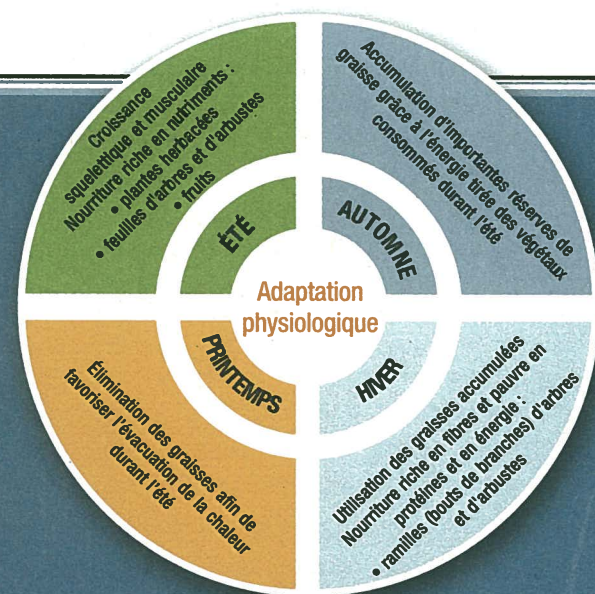 Croissance
squelettique et musculaire
Nourriture riche en nutriments :
• plantes herbacées
• feuilles d'arbres et d'arbustes
• fruits
ÉTÉ
Accumulation d'importantes réserves de
graisse grâce à l'énergie tirée des végétaux
consommés durant l'été
AUTOMNE
Adaptation
physiologique
PRINTEMPS
Élimination des graisses afin de
favoriser l'évacuation de la chaleur
durant l'été
HIVER
Utilisation des graisses accumulées
Nourriture riche en fibres et pauvre en
protéines et en énergie :
• ramilles (bouts de branches) d'arbres
et d'arbustes